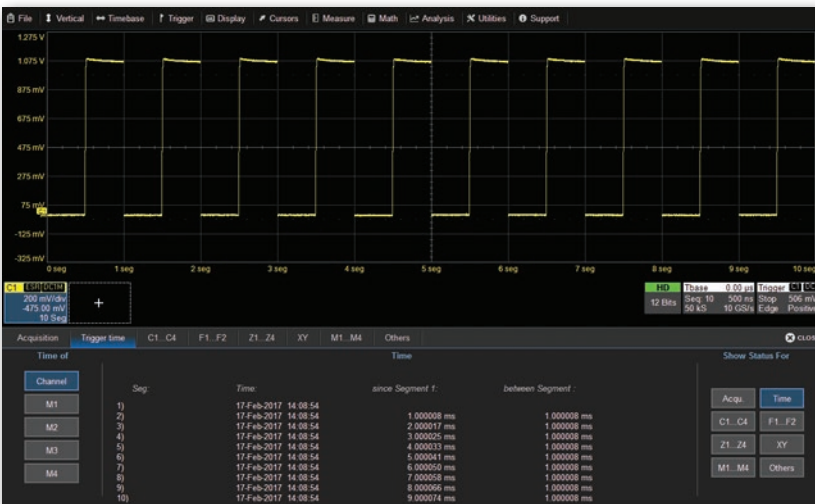 File Vertical Timebase Trigger Display Cursors Measure Math Analysis Utilities Support
1.275 V
1.075 V
875 mV
675 mV
475 mV
275 mV
75 mV
C1
-125 mV
-325 mV
0 seg 1 seg 2 seg 3 seg 4 seg 5 seg 6 seg 7 seg 8 seg 9 seg 10 seg
C1 ESR DC1M
200 mV/div
-475.00 mV
10 Seg
+
HD
12 Bits
Tbase 0.00 µs
Seq: 10 500 ns
50 kS 10 GS/s
Trigger C1 DC
Stop 506 mV
Edge Positive
Acquisition Trigger time C1...C4 F1...F2 Z1...Z4 XY M1...M4 Others CLOS
Time of Time Show Status For
Channel
M1
M2
M3
M4
Seg: Time: since Segment 1: between Segment :
1) 17-Feb-2017 14:08:54
2) 17-Feb-2017 14:08:54 1.000008 ms 1.000008 ms
3) 17-Feb-2017 14:08:54 2.000017 ms 1.000008 ms
4) 17-Feb-2017 14:08:54 3.000025 ms 1.000008 ms
5) 17-Feb-2017 14:08:54 4.000033 ms 1.000008 ms
6) 17-Feb-2017 14:08:54 5.000041 ms 1.000008 ms
7) 17-Feb-2017 14:08:54 6.000050 ms 1.000008 ms
8) 17-Feb-2017 14:08:54 7.000058 ms 1.000008 ms
9) 17-Feb-2017 14:08:54 8.000066 ms 1.000008 ms
10) 17-Feb-2017 14:08:54 9.000074 ms 1.000008 ms
Acqu. Time
C1...C4 F1...F2
Z1...Z4 XY
M1...M4 Others